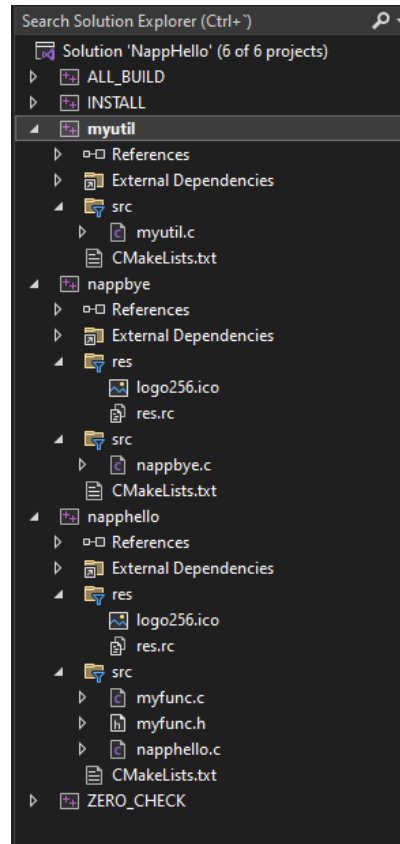 Search Solution Explorer (Ctrl+`)
Solution 'NappHello' (6 of 6 projects)
ALL_BUILD
INSTALL
myutil
References
External Dependencies
src
myutil.c
CMakeLists.txt
nappbye
References
External Dependencies
res
logo256.ico
res.rc
src
nappbye.c
CMakeLists.txt
napphello
References
External Dependencies
res
logo256.ico
res.rc
src
myfunc.c
myfunc.h
napphello.c
CMakeLists.txt
ZERO_CHECK